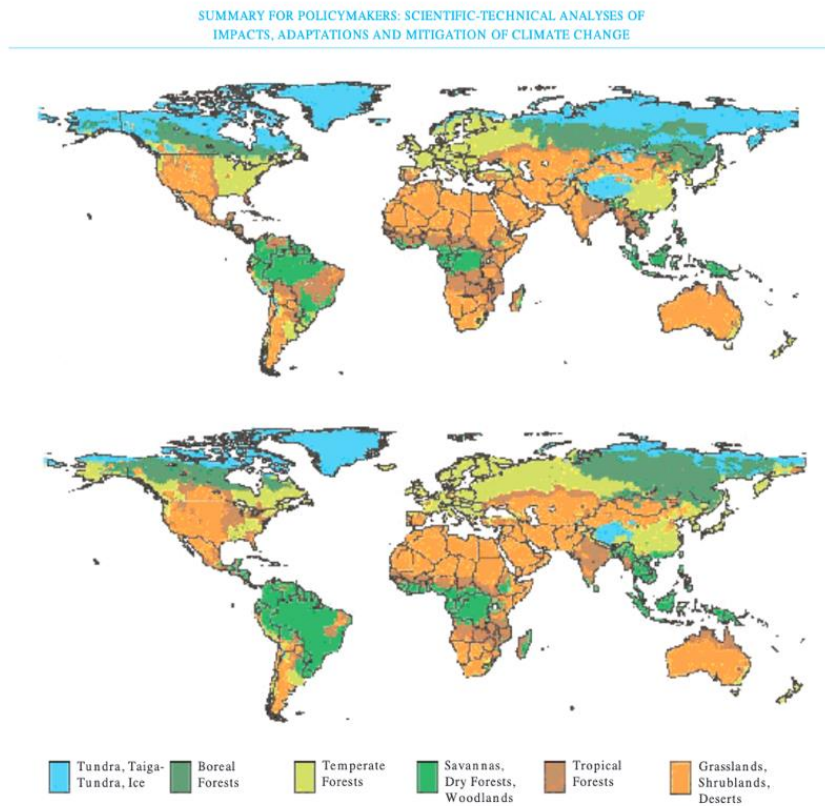 SUMMARY FOR POLICYMAKERS: SCIENTIFIC-TECHNICAL ANALYSES OF
IMPACTS, ADAPTATIONS AND MITIGATION OF CLIMATE CHANGE
Tundra, Taiga-
Tundra, Ice
Boreal
Forests
Temperate
Forests
Savannas,
Dry Forests,
Woodlands
Tropical
Forests
Grasslands,
Shrublands,
Deserts